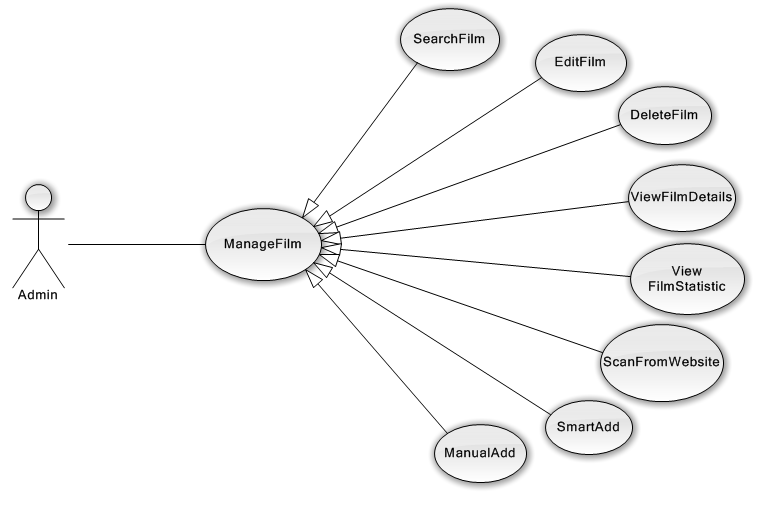 SearchFilm
EditFilm
DeleteFilm
ViewFilmDetails
ManageFilm
View
FilmStatistic
Admin
ScanFromWebsite
SmartAdd
ManualAdd